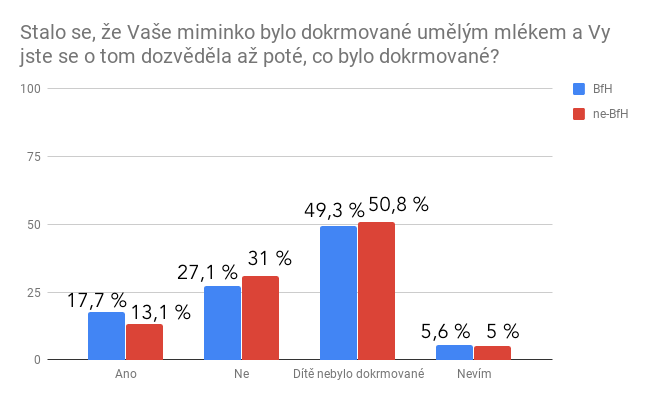 Stalo se, že Vaše miminko bylo dokrmované umělým mlékem a Vy
jste se o tom dozvěděla až poté, co bylo dokrmované?
100
75
50
25
0
BfH
ne-BfH
17,7 %
13,1 %
27,1 %
31 %
49,3 %
50,8 %
5,6 %
5 %
Ano
Ne
Dítě nebylo dokrmované
Nevím